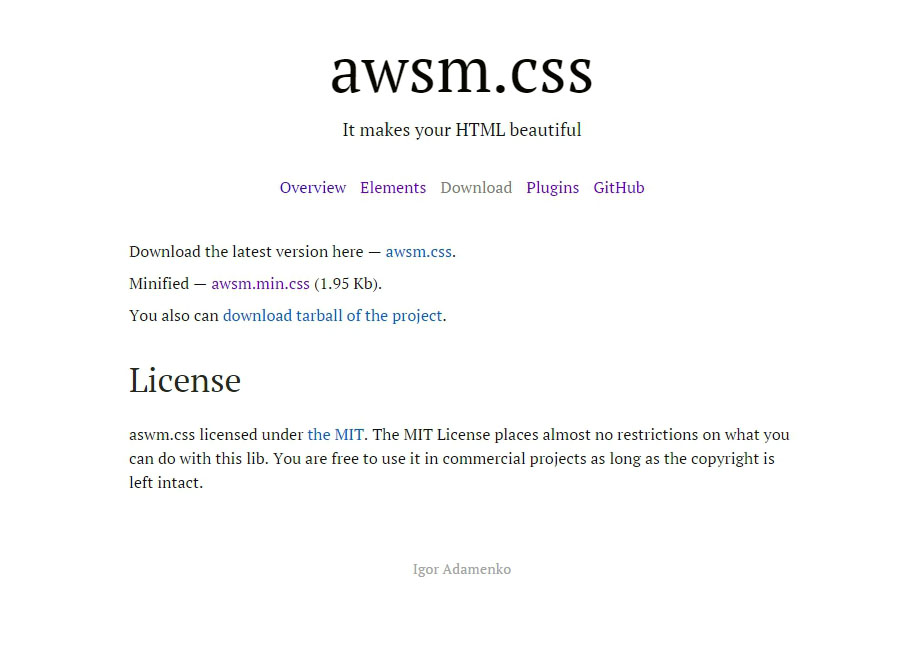 awsm.css
It makes your HTML beautiful
Overview Elements Download Plugins GitHub
Download the latest version here — awsm.css.
Minified — awsm.min.css (1.95 Kb).
You also can download tarball of the project.
License
aswm.css licensed under the MIT. The MIT License places almost no restrictions on what you
can do with this lib. You are free to use it in commercial projects as long as the copyright is
left intact.
Igor Adamenko